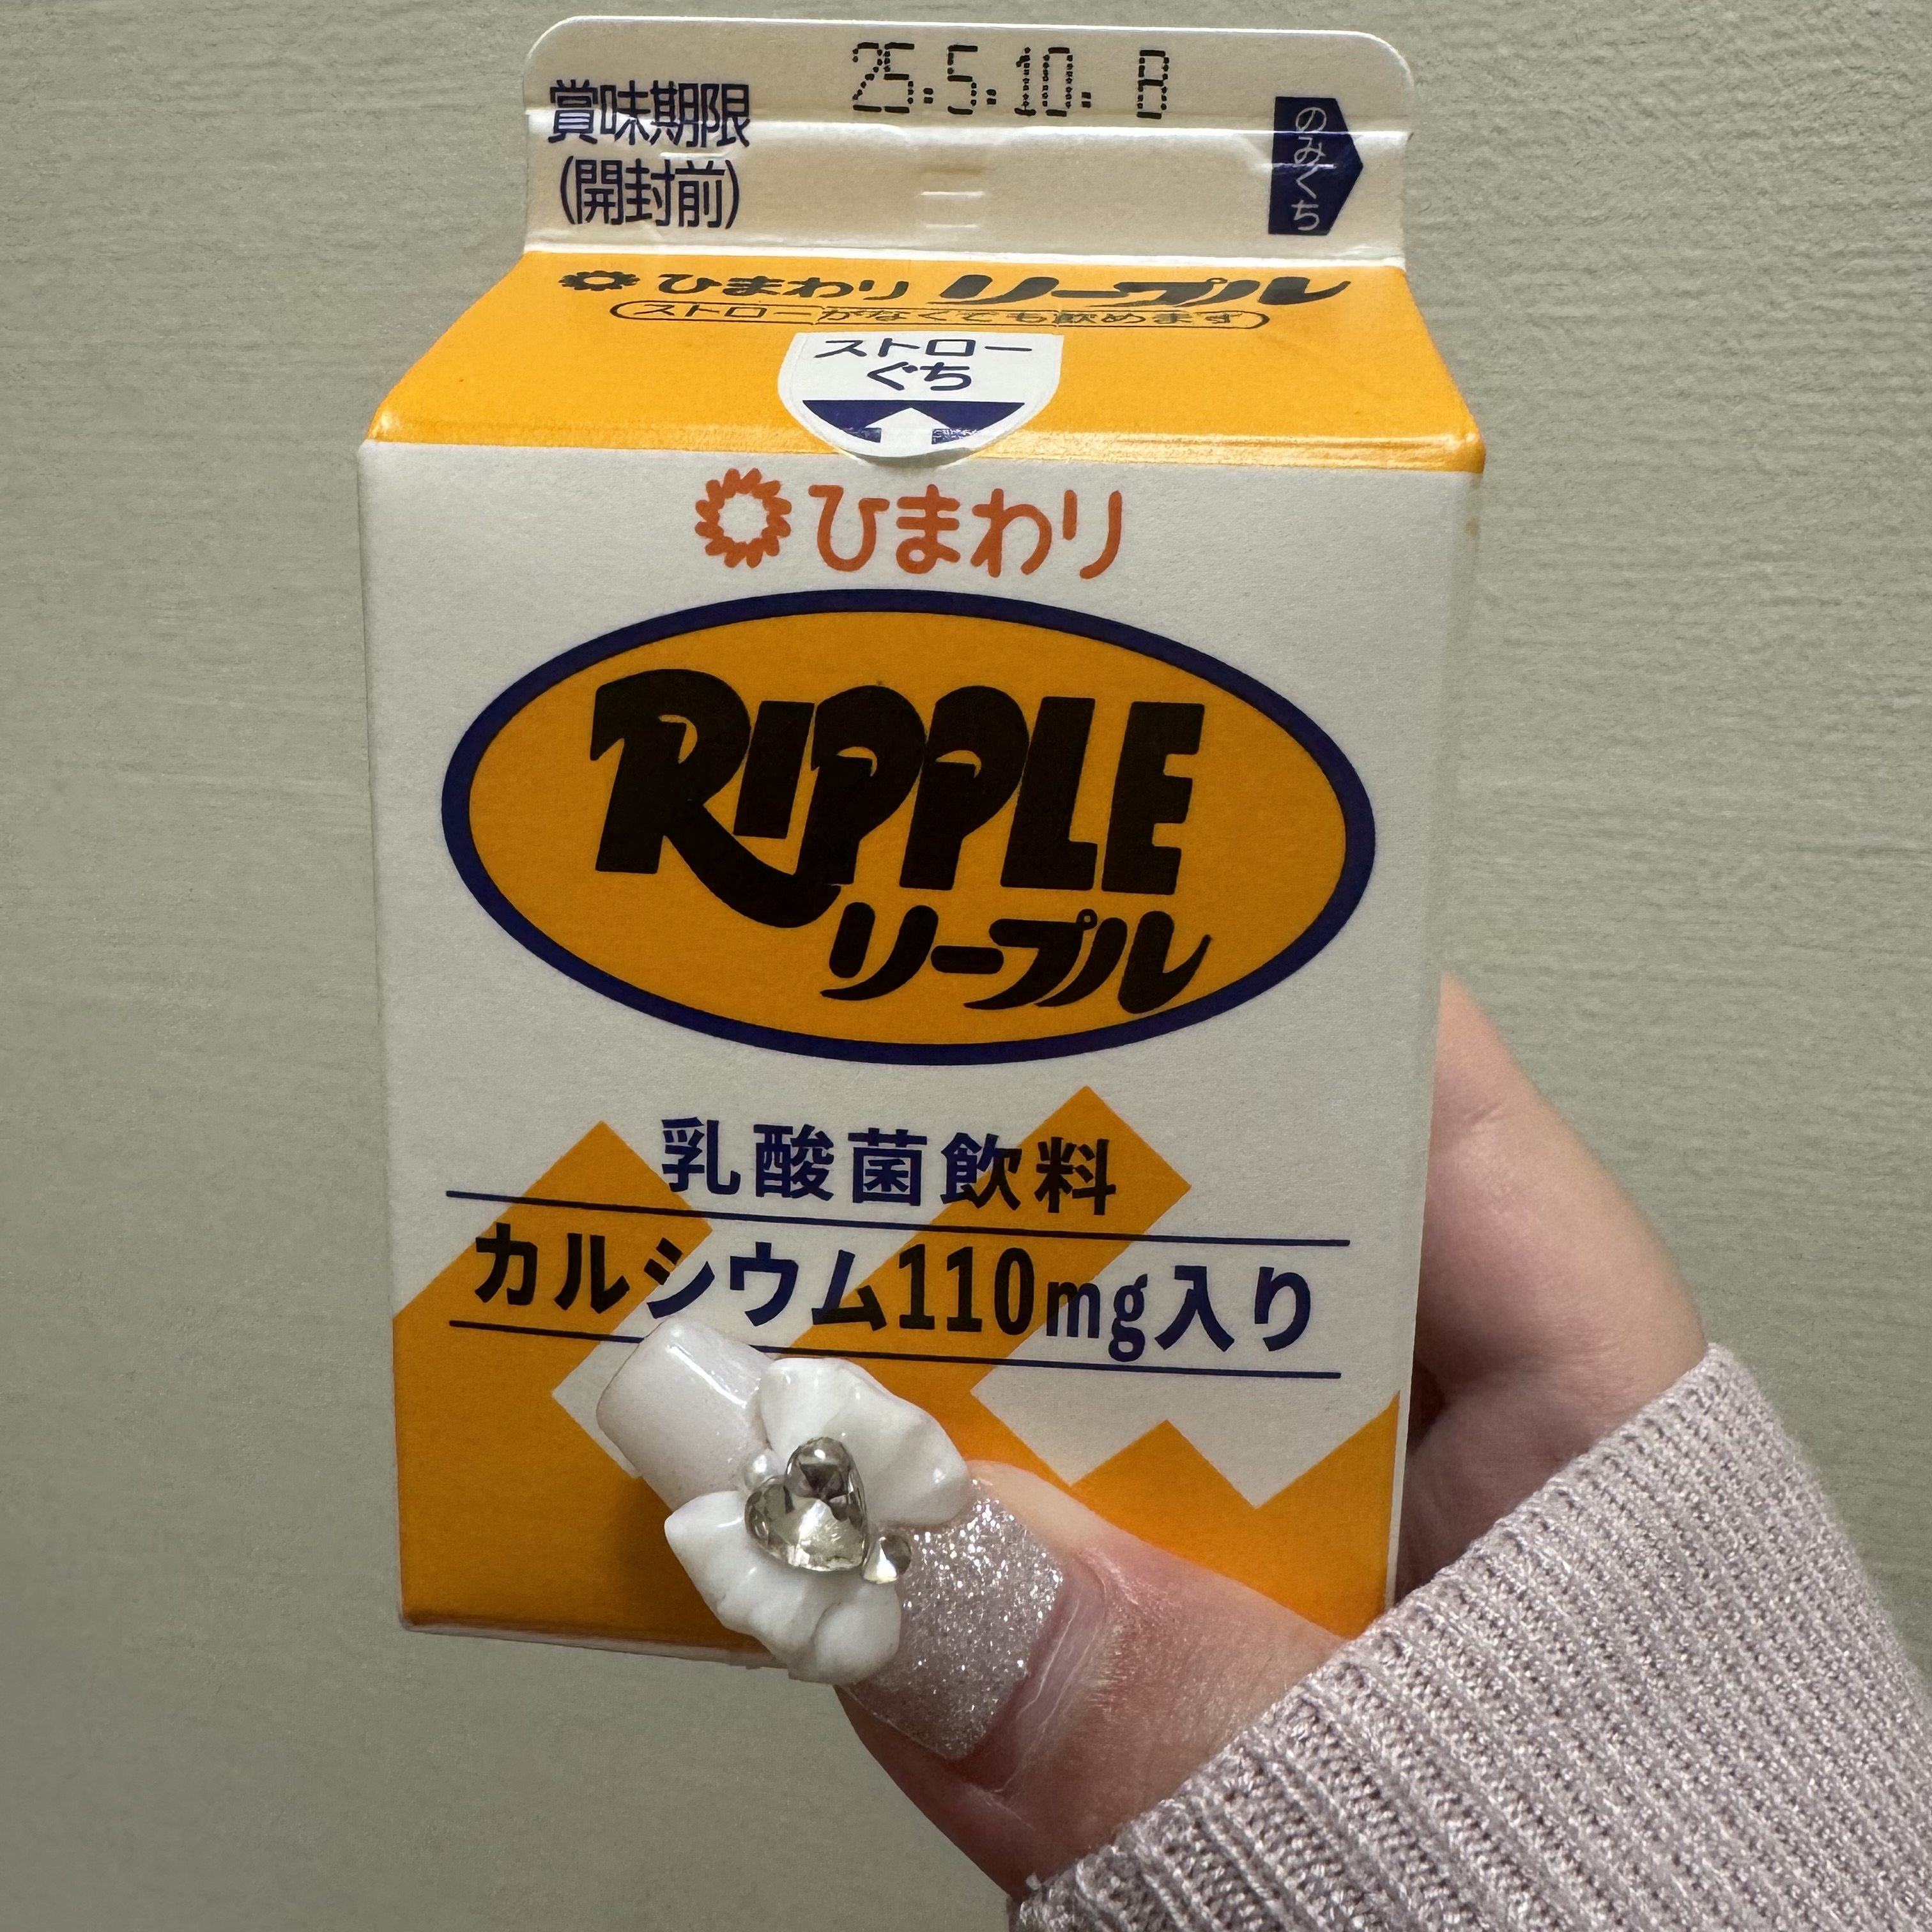 25.5.10. B
賞味期限
(開封前)
のみくち
ひまわり リープル
ストローがなくても飲めます
ストロー
ぐち
ひまわり
RIPPLE
リープル
乳酸菌飲料
カルシウム110mg入り